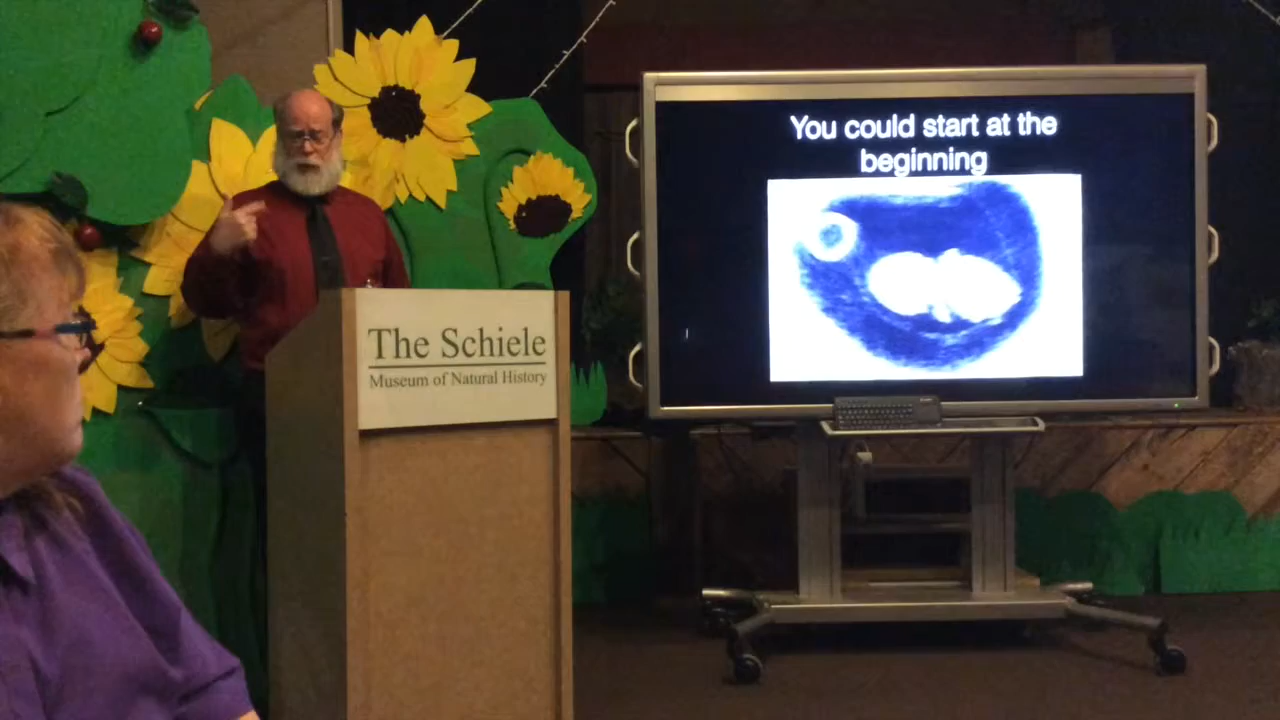 You could start at the
beginning
The Schiele
Museum of Natural History